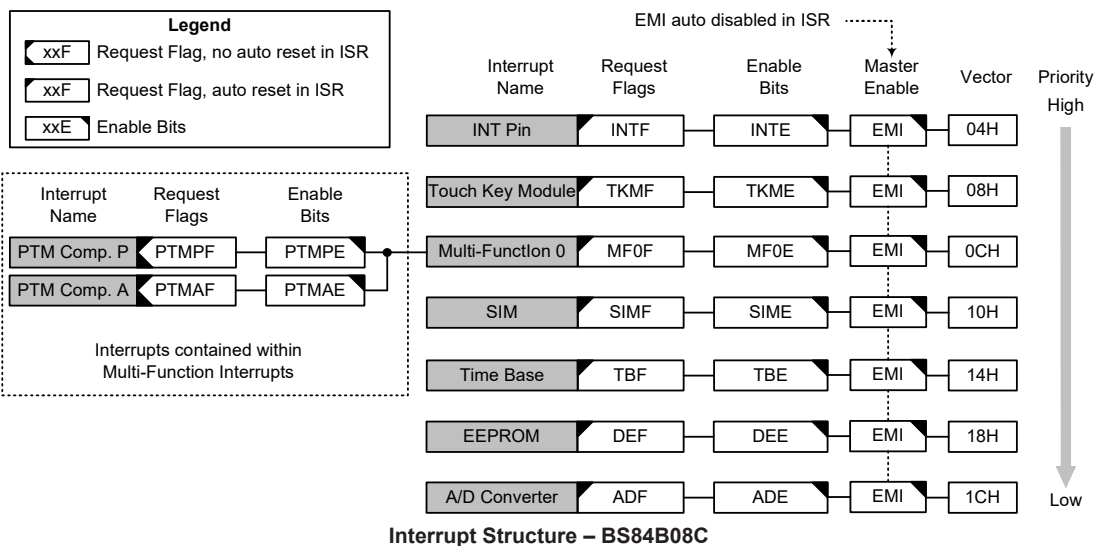 Legend
xxF Request Flag, no auto reset in ISR
xxF Request Flag, auto reset in ISR
xxE Enable Bits
EMI auto disabled in ISR
Interrupt Name Request Flags Enable Bits Master Enable Vector Priority
High
INT Pin INTF INTE EMI 04H
Touch Key Module TKMF TKME EMI 08H
Interrupt Name Request Flags Enable Bits
PTM Comp. P PTMPF PTMPE
Multi-FunctIon 0 MF0F MF0E EMI 0CH
PTM Comp. A PTMAF PTMAE
SIM SIMF SIME EMI 10H
Interrupts contained within
Multi-Function Interrupts
Time Base TBF TBE EMI 14H
EEPROM DEF DEE EMI 18H
A/D Converter ADF ADE EMI 1CH Low
Interrupt Structure – BS84B08C